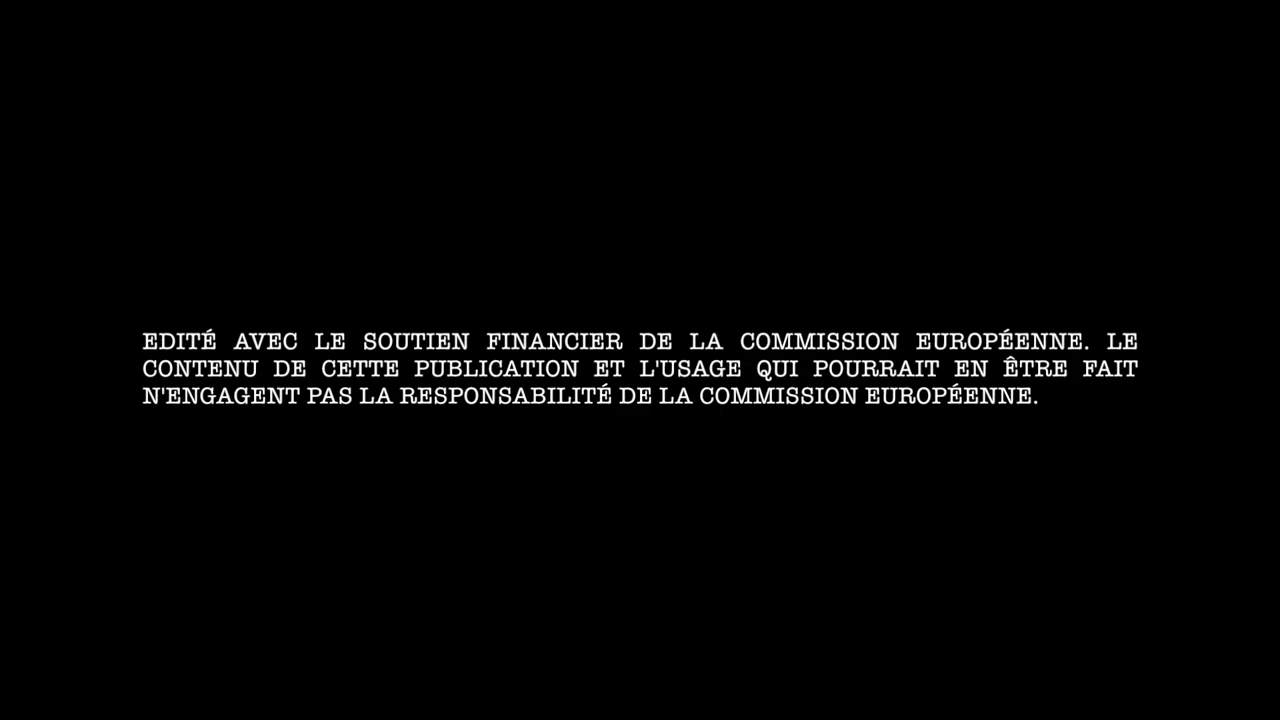 EDITÉ AVEC LE SOUTIEN FINANCIER DE LA COMMISSION EUROPÉENNE. LE
CONTENU DE CETTE PUBLICATION ET L'USAGE QUI POURRAIT EN ÊTRE FAIT
N'ENGAGENT PAS LA RESPONSABILITÉ DE LA COMMISSION EUROPÉENNE.